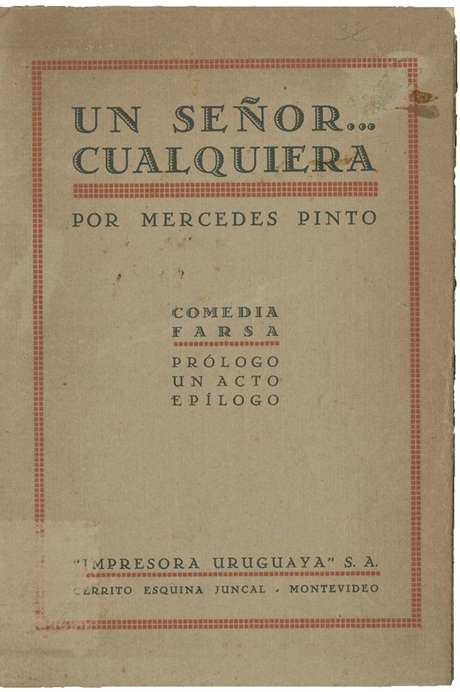 32
UN SEÑOR...
CUALQUIERA
POR MERCEDES PINTO
COMEDIA
FARSA
PRÓLOGO
UN ACTO
EPÍLOGO
"IMPRESORA URUGUAYA" S. A.
CERRITO ESQUINA JUNCAL - MONTEVIDEO